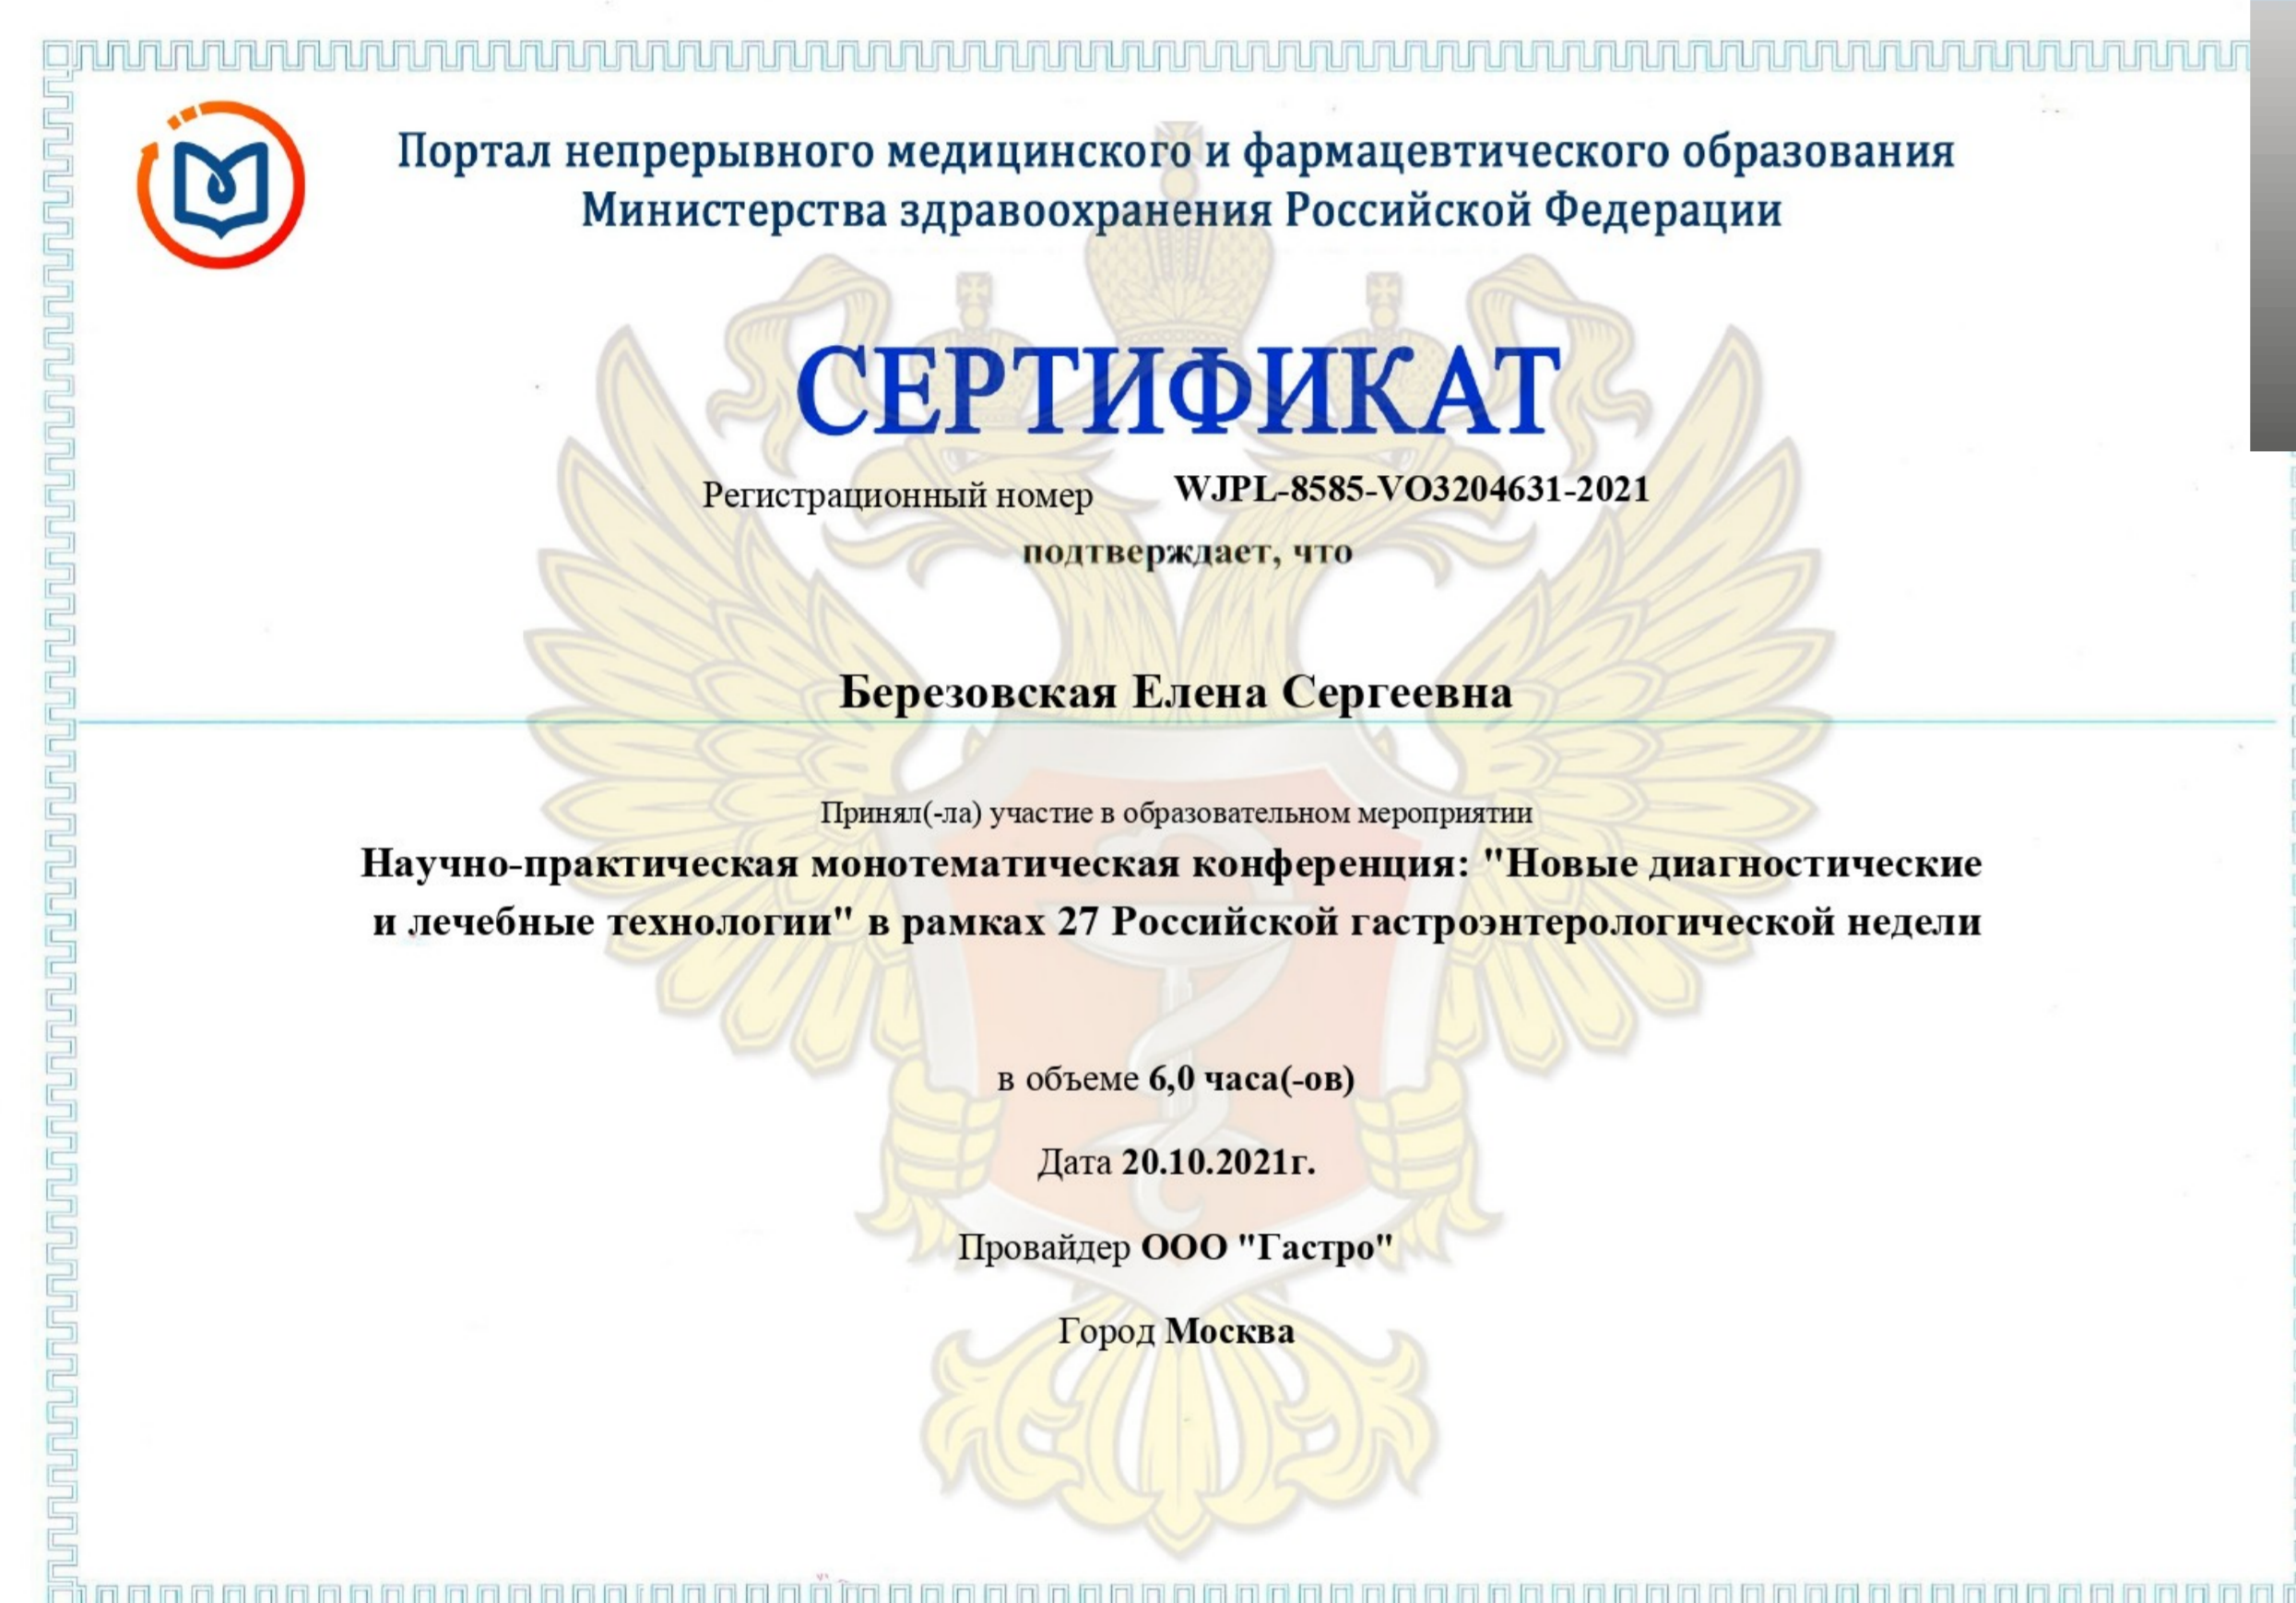 Портал непрерывного медицинского и фармацевтического образования
Министерства здравоохранения Российской Федерации
СЕРТИФИКАТ
Регистрационный номер WJPL-8585-VO3204631-2021
подтверждает, что
Березовская Елена Сергеевна
Принял(-ла) участие в образовательном мероприятии
Научно-практическая монотематическая конференция: "Новые диагностические
и лечебные технологии" в рамках 27 Российской гастроэнтерологической недели
в объеме 6,0 часа(-ов)
Дата 20.10.2021г.
Провайдер ООО "Гастро"
Город Москва